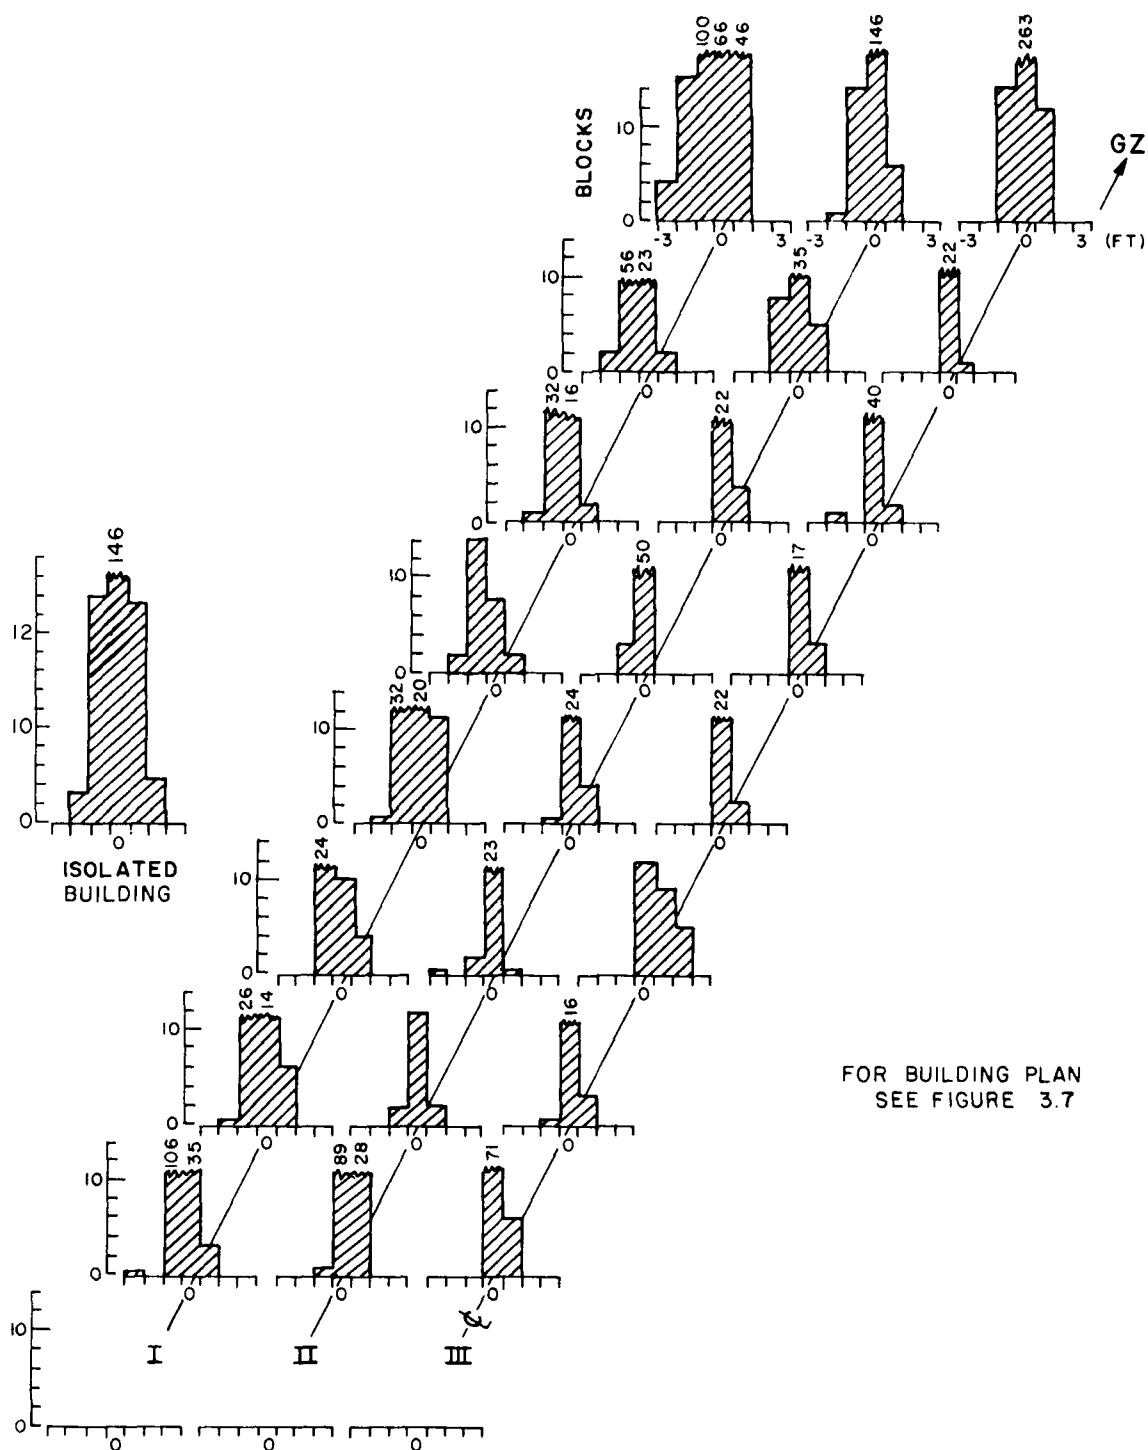 100 66 46 146 263
BLOCKS
10
0
GZ
-3 0 3 -3 0 3 -3 0 3 (FT)
56 23 35 22
10
0
0 0 0
32 16 22 40
10
0
0 0 0
50 17
10
0
0 0 0
146
12
10
0
0
ISOLATED
BUILDING
32 20 24 22
10
0
0 0 0
24 23
10
0
0 0 0
26 14 16
10
0
0 0 0
FOR BUILDING PLAN
SEE FIGURE 3.7
106 35 89 28 71
10
0
0 0 0
I II III ℄
10
0
0 0 0